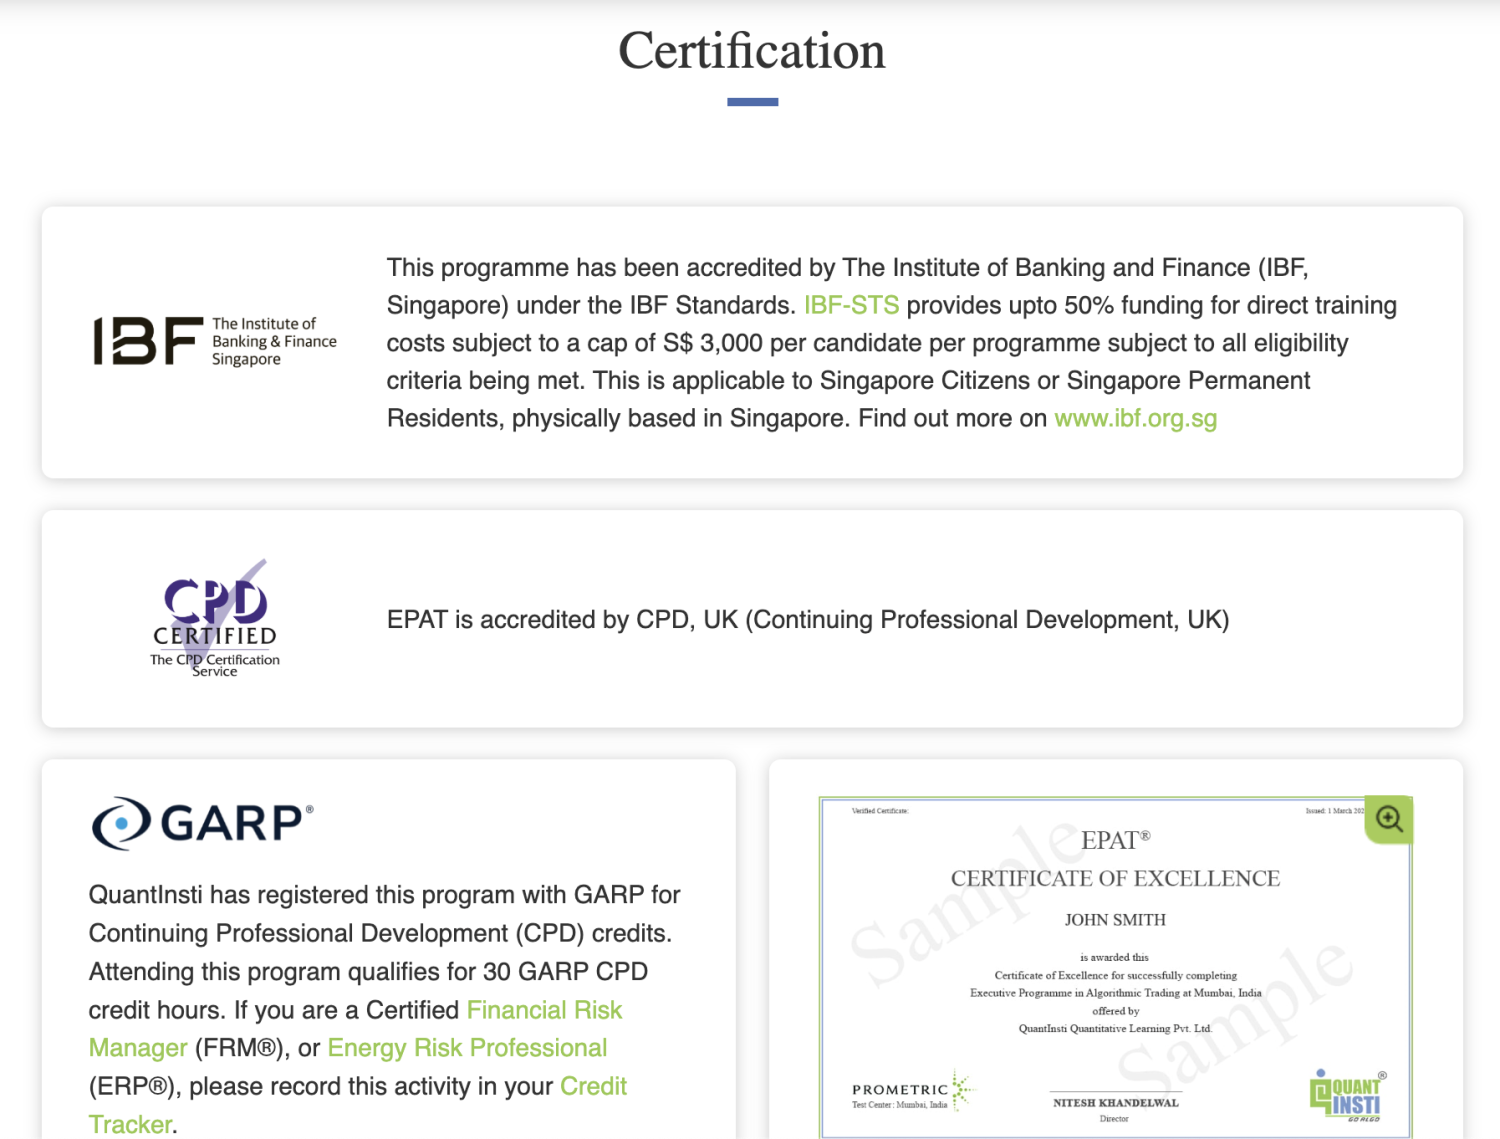 Certification
IBF
The Institute of
Banking & Finance
Singapore
This programme has been accredited by The Institute of Banking and Finance (IBF,
Singapore) under the IBF Standards. IBF-STS provides upto 50% funding for direct training
costs subject to a cap of S$ 3,000 per candidate per programme subject to all eligibility
criteria being met. This is applicable to Singapore Citizens or Singapore Permanent
Residents, physically based in Singapore. Find out more on www.ibf.org.sg
CPD
CERTIFIED
The CPD Certification
Service
EPAT is accredited by CPD, UK (Continuing Professional Development, UK)
GARP®
QuantInsti has registered this program with GARP for
Continuing Professional Development (CPD) credits.
Attending this program qualifies for 30 GARP CPD
credit hours. If you are a Certified Financial Risk
Manager (FRM®), or Energy Risk Professional
(ERP®), please record this activity in your Credit
Tracker.
Verified Certificate:
Issued: 1 March
EPAT®
CERTIFICATE OF EXCELLENCE
JOHN SMITH
is awarded this
Certificate of Excellence for successfully completing
Executive Programme in Algorithmic Trading at Mumbai, India
offered by
QuantInsti Quantitative Learning Pvt. Ltd.
Sample
Sample
PROMETRIC
Test Center : Mumbai, India
NITESH KHANDELWAL
Director
QUANT®
INSTI
GO ALGO